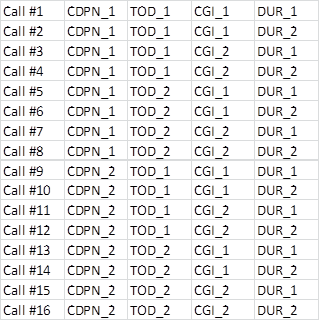 Call #1 CDPN_1 TOD_1 CGI_1 DUR_1
Call #2 CDPN_1 TOD_1 CGI_1 DUR_2
Call #3 CDPN_1 TOD_1 CGI_2 DUR_1
Call #4 CDPN_1 TOD_1 CGI_2 DUR_2
Call #5 CDPN_1 TOD_2 CGI_1 DUR_1
Call #6 CDPN_1 TOD_2 CGI_1 DUR_2
Call #7 CDPN_1 TOD_2 CGI_2 DUR_1
Call #8 CDPN_1 TOD_2 CGI_2 DUR_2
Call #9 CDPN_2 TOD_1 CGI_1 DUR_1
Call #10 CDPN_2 TOD_1 CGI_1 DUR_2
Call #11 CDPN_2 TOD_1 CGI_2 DUR_1
Call #12 CDPN_2 TOD_1 CGI_2 DUR_2
Call #13 CDPN_2 TOD_2 CGI_1 DUR_1
Call #14 CDPN_2 TOD_2 CGI_1 DUR_2
Call #15 CDPN_2 TOD_2 CGI_2 DUR_1
Call #16 CDPN_2 TOD_2 CGI_2 DUR_2